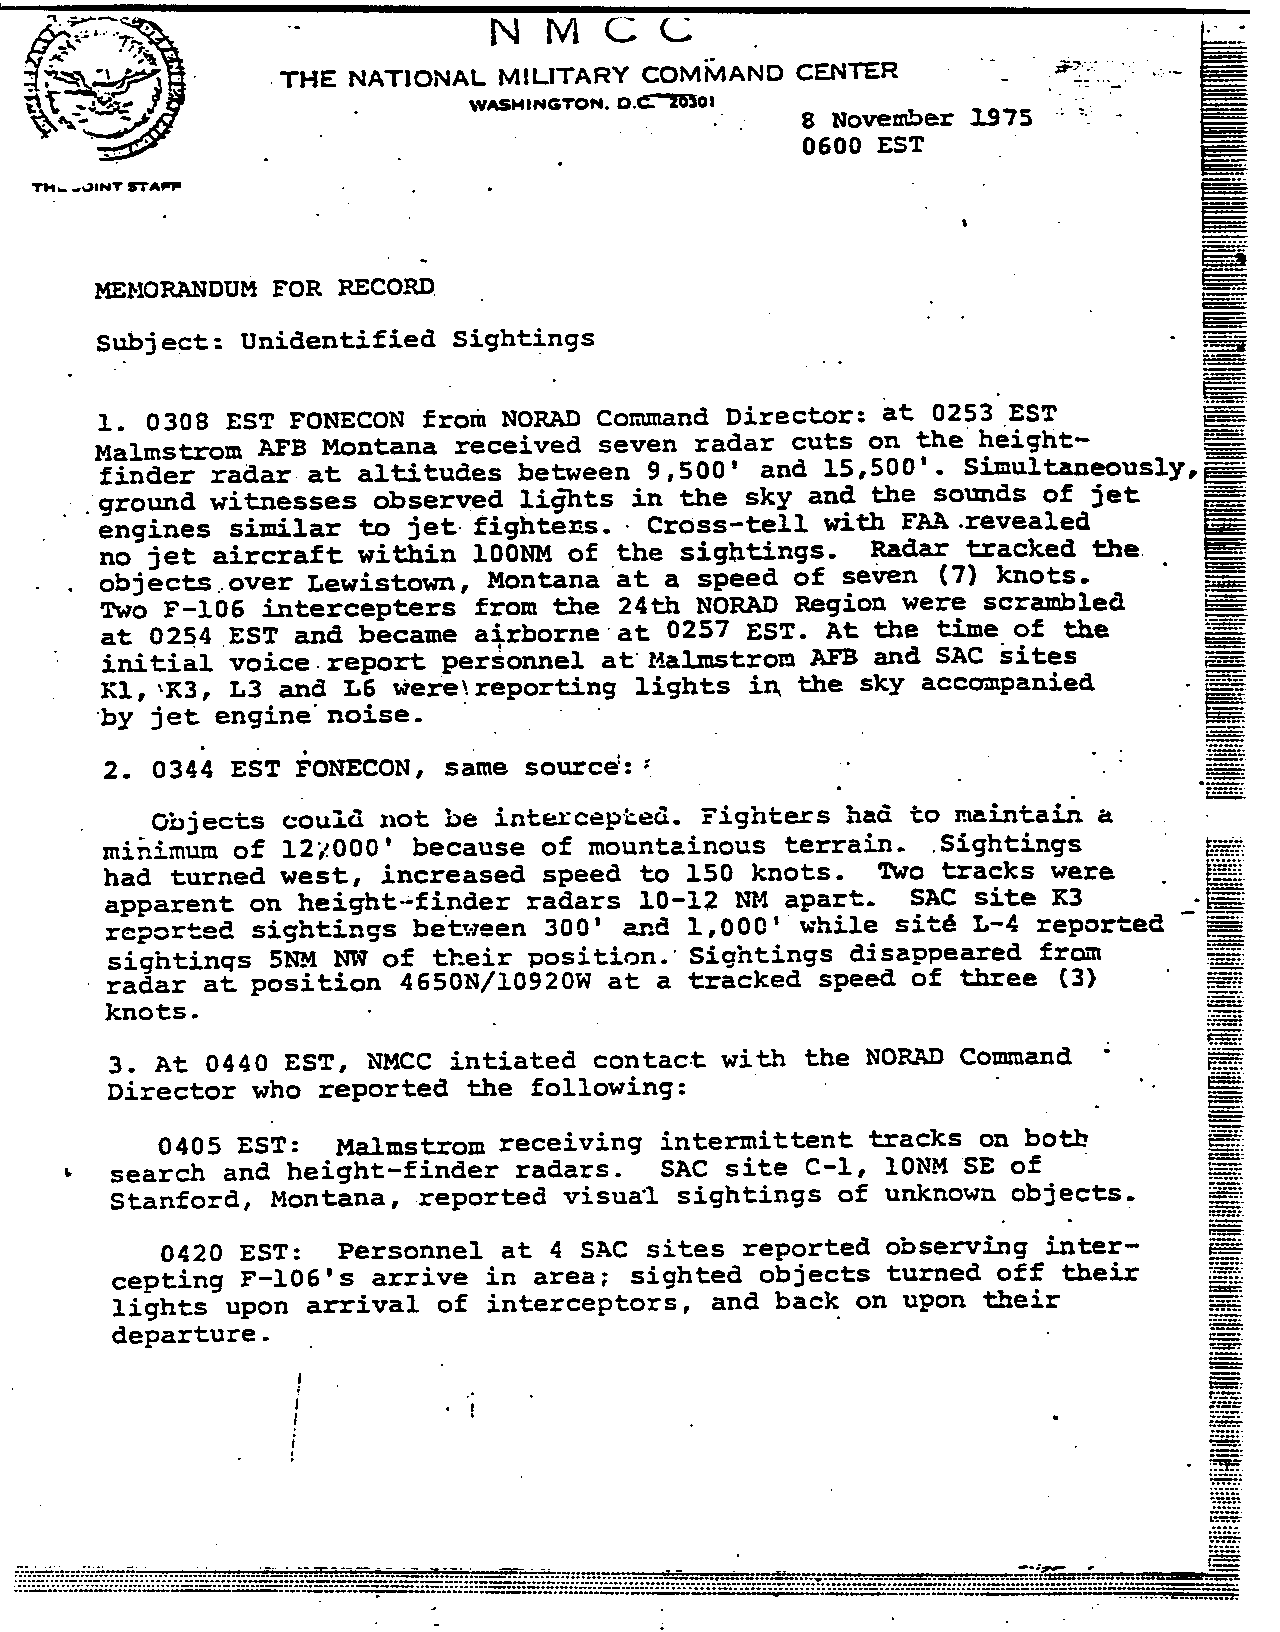 N M C C
THE NATIONAL MILITARY COMMAND CENTER
WASHINGTON, D.C. 20301
8 November 1975
0600 EST
THE JOINT STAFF
MEMORANDUM FOR RECORD
Subject: Unidentified Sightings
1. 0308 EST FONECON from NORAD Command Director: at 0253 EST
Malmstrom AFB Montana received seven radar cuts on the height-
finder radar at altitudes between 9,500' and 15,500'. Simultaneously,
ground witnesses observed lights in the sky and the sounds of jet
engines similar to jet fighters. Cross-tell with FAA revealed
no jet aircraft within 100NM of the sightings. Radar tracked the
objects over Lewistown, Montana at a speed of seven (7) knots.
Two F-106 intercepters from the 24th NORAD Region were scrambled
at 0254 EST and became airborne at 0257 EST. At the time of the
initial voice report personnel at Malmstrom AFB and SAC sites
K1, K3, L3 and L6 were reporting lights in the sky accompanied
by jet engine noise.
2. 0344 EST FONECON, same source:
Objects could not be intercepted. Fighters had to maintain a
minimum of 12,000' because of mountainous terrain. Sightings
had turned west, increased speed to 150 knots. Two tracks were
apparent on height-finder radars 10-12 NM apart. SAC site K3
reported sightings between 300' and 1,000' while site L-4 reported
sightings 5NM NW of their position. Sightings disappeared from
radar at position 4650N/10920W at a tracked speed of three (3)
knots.
3. At 0440 EST, NMCC intiated contact with the NORAD Command
Director who reported the following:
0405 EST: Malmstrom receiving intermittent tracks on both
search and height-finder radars. SAC site C-1, 10NM SE of
Stanford, Montana, reported visual sightings of unknown objects.
0420 EST: Personnel at 4 SAC sites reported observing inter-
cepting F-106's arrive in area; sighted objects turned off their
lights upon arrival of interceptors, and back on upon their
departure.